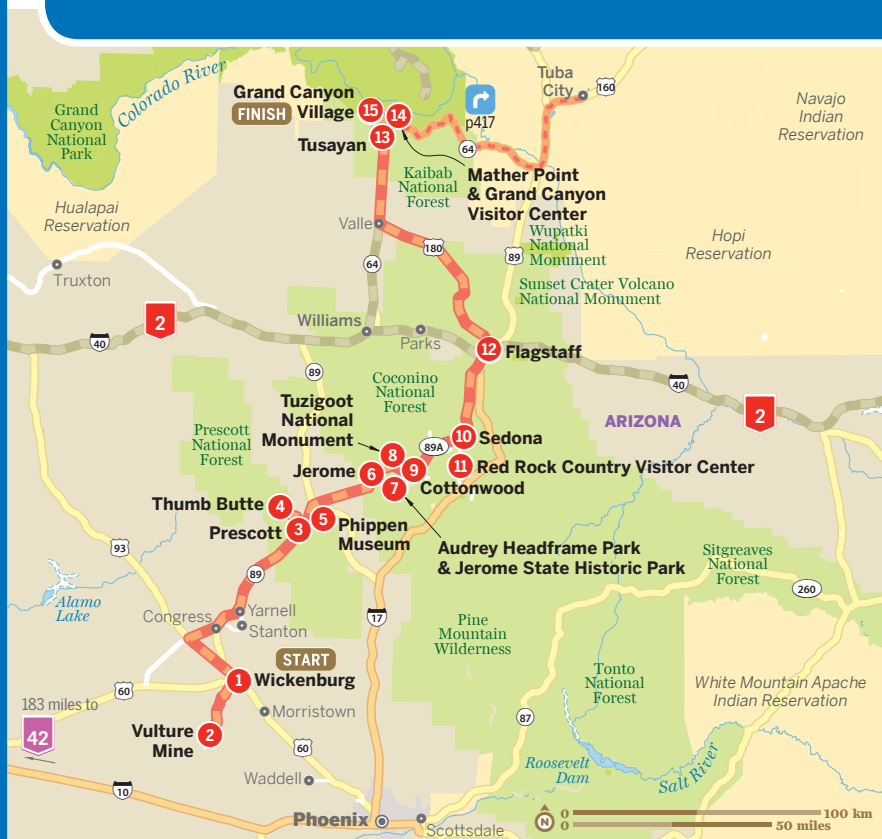 Tuba
City
160
Colorado River
Grand Canyon
Village
FINISH
15
14
p417
Grand
Canyon
National
Park
Navajo
Indian
Reservation
Tusayan
13
64
Kaibab
National
Forest
Mather Point
& Grand Canyon
Visitor Center
Hualapai
Reservation
Valle
180
89
Wupatki
National
Monument
Hopi
Reservation
64
Truxton
Sunset Crater Volcano
National Monument
2
Williams
40
Parks
12
Flagstaff
89
Coconino
National
Forest
40
2
Tuzigoot
National
Monument
ARIZONA
Prescott
National
Forest
8
89A
10
Sedona
Jerome
6
9
11
Red Rock Country Visitor Center
7
Cottonwood
Thumb Butte
4
Prescott
3
5
Phippen
Museum
Audrey Headframe Park
& Jerome State Historic Park
93
Sitgreaves
National
Forest
89
260
Alamo
Lake
Congress
Yarnell
Stanton
17
Pine
Mountain
Wilderness
START
1
Wickenburg
60
Tonto
National
Forest
White Mountain Apache
Indian Reservation
183 miles to
42
Morristown
87
Vulture
Mine
2
60
Roosevelt
Dam
Salt River
Waddell
10
Phoenix
Scottsdale
N
0
100 km
0
50 miles